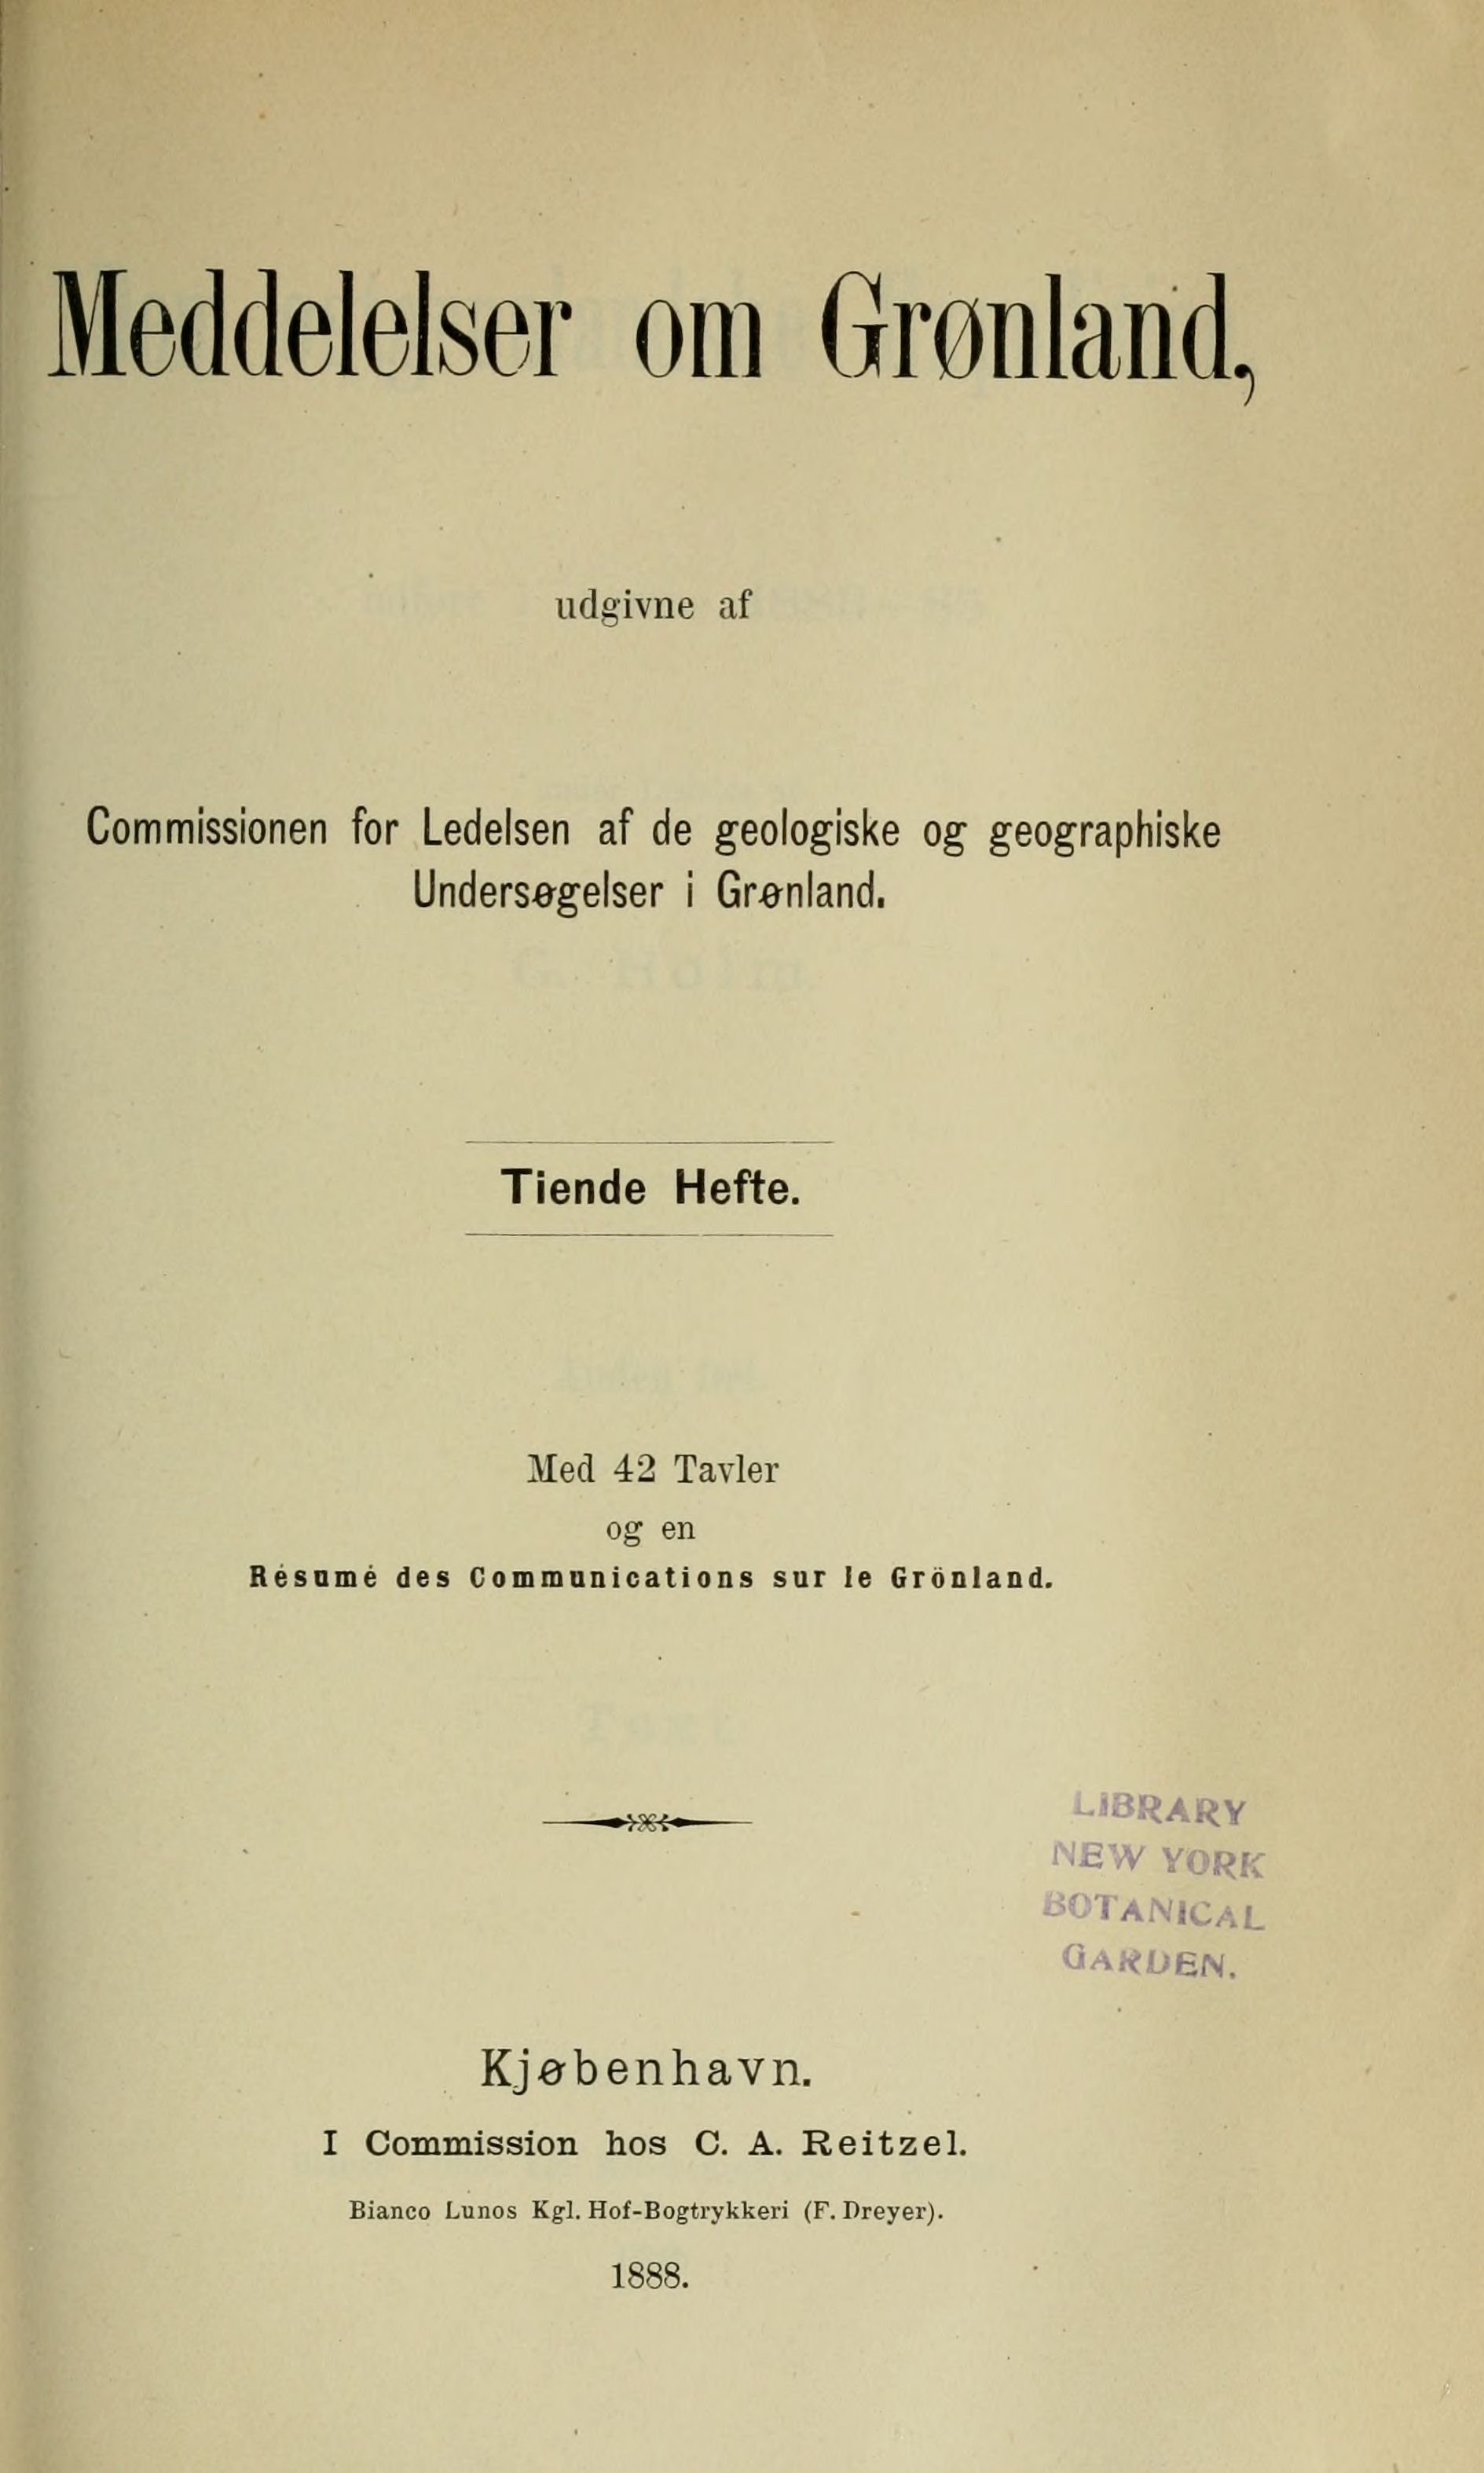 Meddelelser om Grønland,
udgivne af
Commissionen for Ledelsen af de geologiske og geographiske
Undersøgelser i Grønland.
Tiende Hefte.
Med 42 Tavler
og en
Résumé des Communications sur le Grönland.
LIBRARY
NEW YORK
BOTANICAL
GARDEN.
Kjøbenhavn.
I Commission hos C. A. Reitzel.
Bianco Lunos Kgl. Hof-Bogtrykkeri (F. Dreyer).
1888.